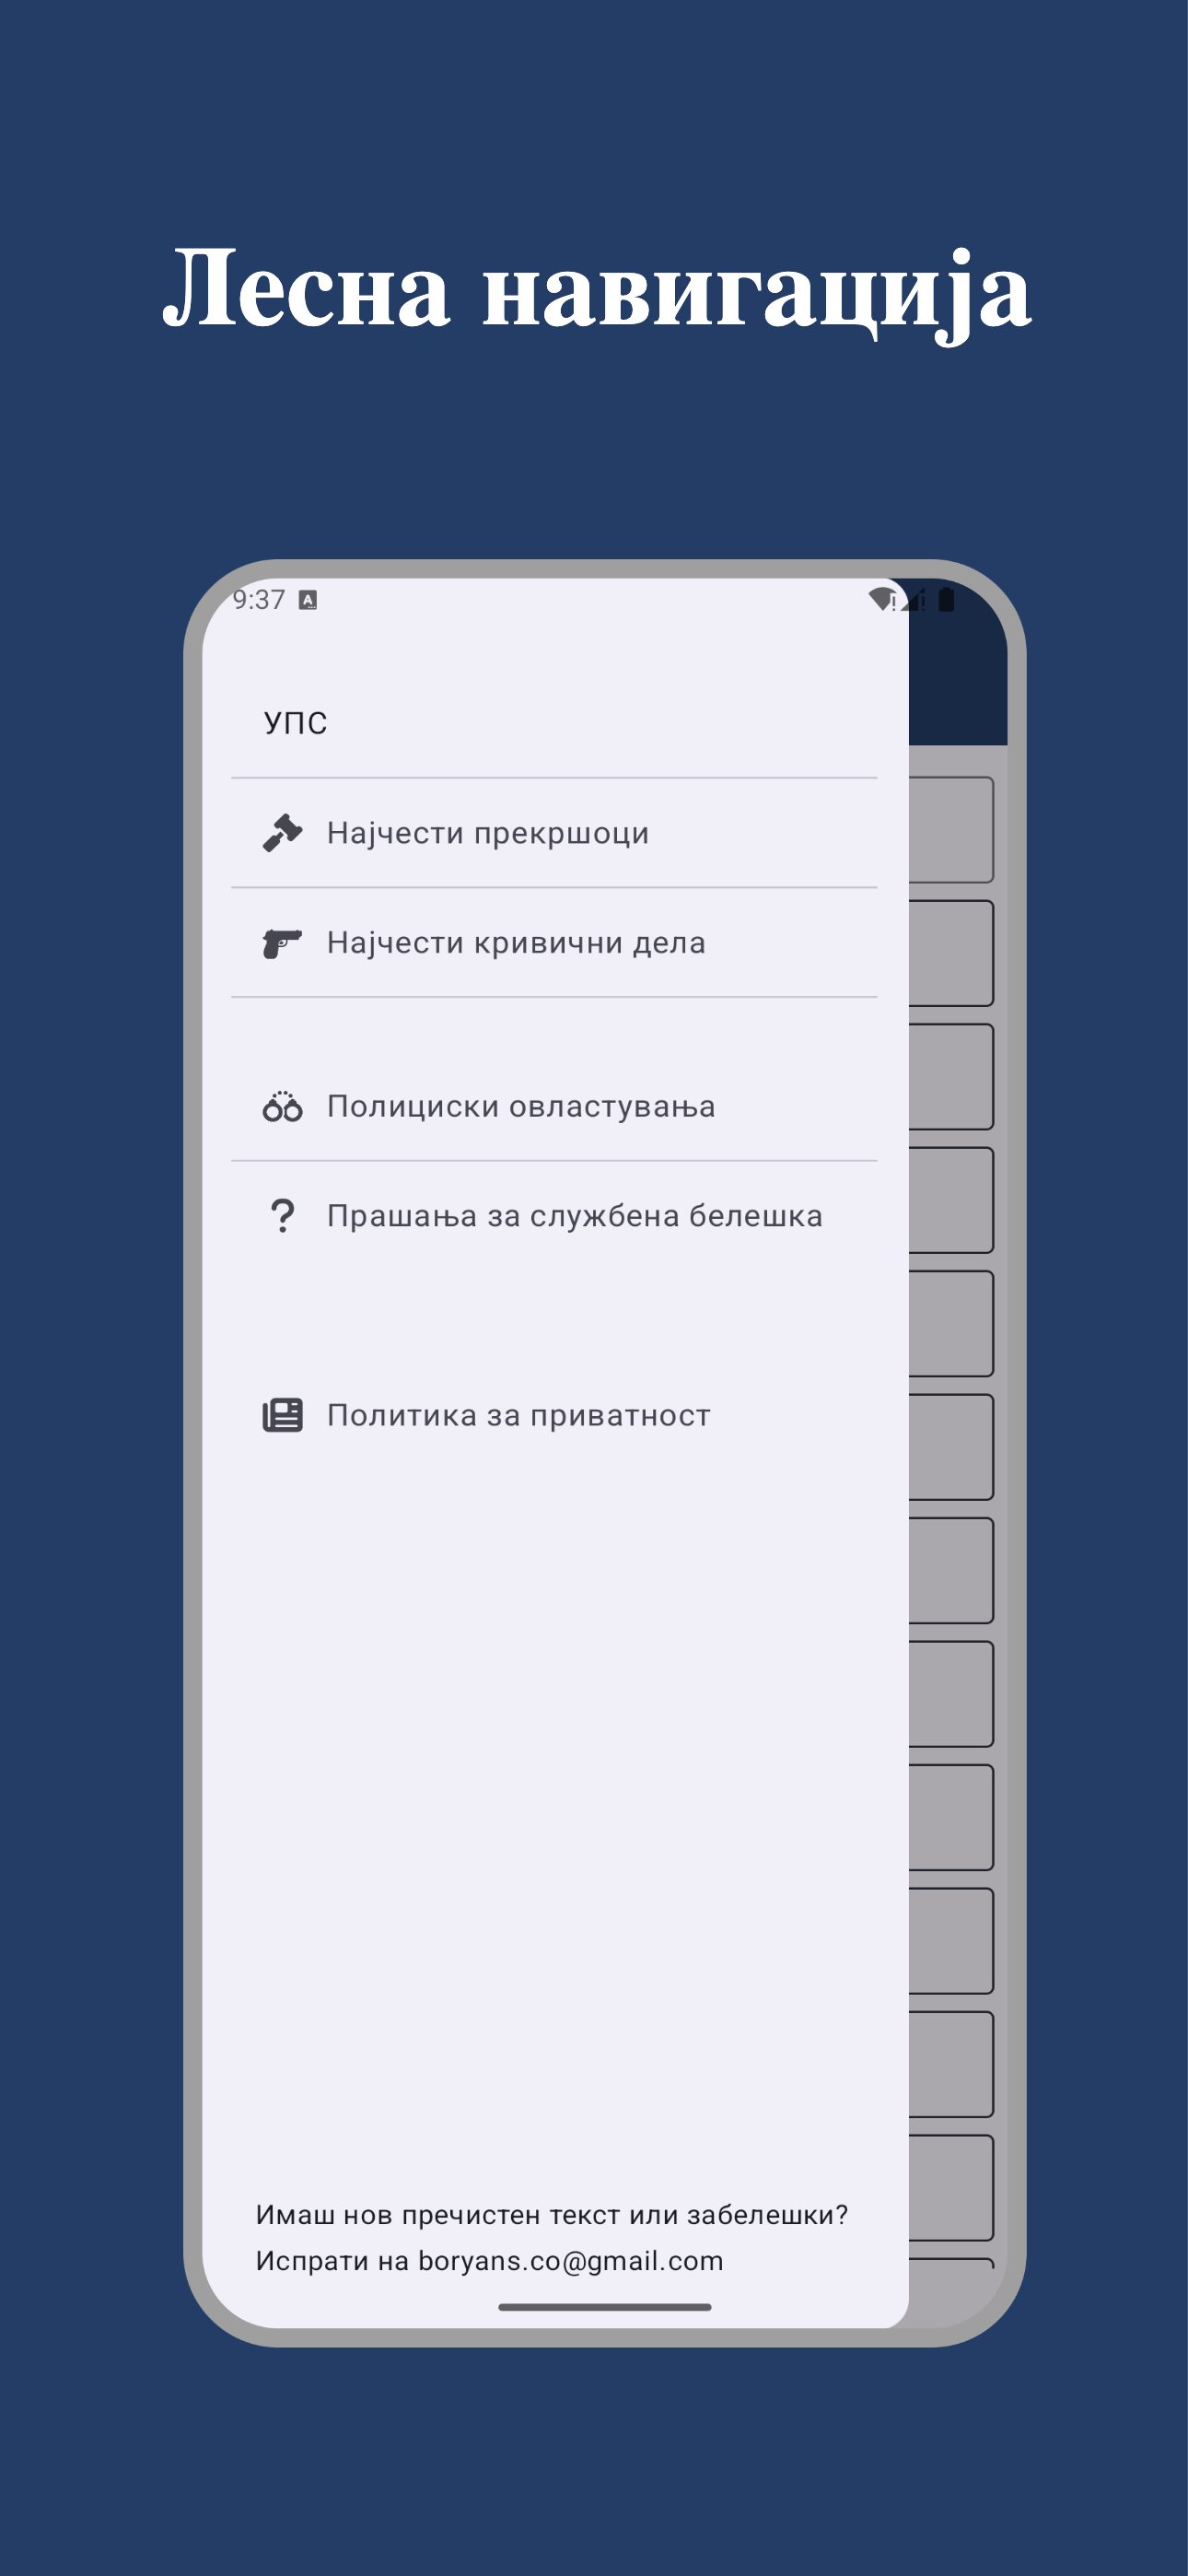 Лесна навигација
9:37
УПС
Најчести прекршоци
Најчести кривични дела
Полициски овластувања
Прашања за службена белешка
Политика за приватност
Имаш нов пречистен текст или забелешки?
Испрати на boryans.co@gmail.com